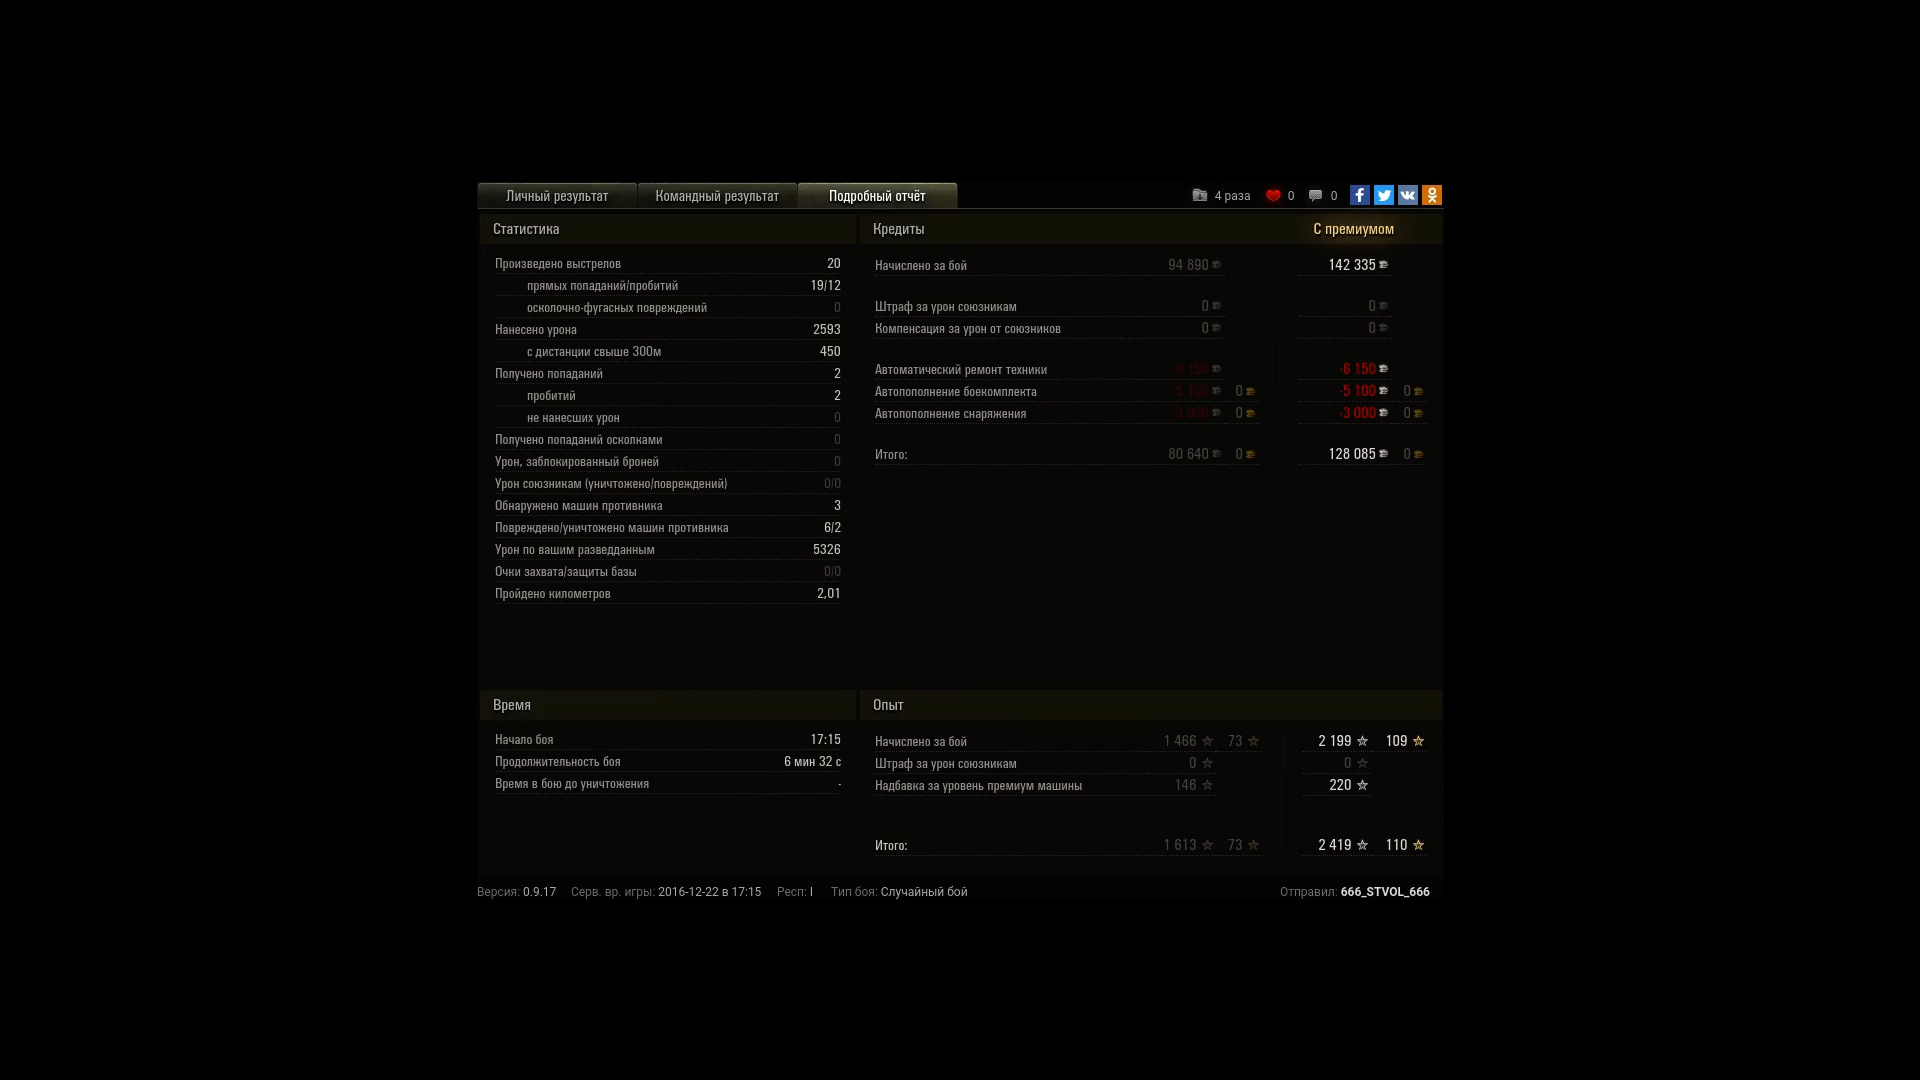 Личный результат Командный результат Подробный отчёт 4 раза 0 0
Статистика
Произведено выстрелов 20
прямых попаданий/пробитий 19/12
осколочно-фугасных повреждений 0
Нанесено урона 2593
с дистанции свыше 300м 450
Получено попаданий 2
пробитий 2
не нанесших урон 0
Получено попаданий осколками 0
Урон, заблокированный броней 0
Урон союзникам (уничтожено/повреждений) 0/0
Обнаружено машин противника 3
Повреждено/уничтожено машин противника 6/2
Урон по вашим разведданным 5326
Очки захвата/защиты базы 0/0
Пройдено километров 2,01
Кредиты С премиумом
Начислено за бой 94 890 142 335
Штраф за урон союзникам 0 0
Компенсация за урон от союзников 0 0
Автоматический ремонт техники -6 150 -6 150
Автопополнение боекомплекта -5 100 0 -5 100 0
Автопополнение снаряжения -3 000 0 -3 000 0
Итого: 80 640 0 128 085 0
Время
Начало боя 17:15
Продолжительность боя 6 мин 32 с
Время в бою до уничтожения -
Опыт
Начислено за бой 1 466 73 2 199 109
Штраф за урон союзникам 0 0
Надбавка за уровень премиум машины 146 220
Итого: 1 613 73 2 419 110
Версия: 0.9.17 Серв. вр. игры: 2016-12-22 в 17:15 Респ: I Тип боя: Случайный бой Отправил: 666_STVOL_666